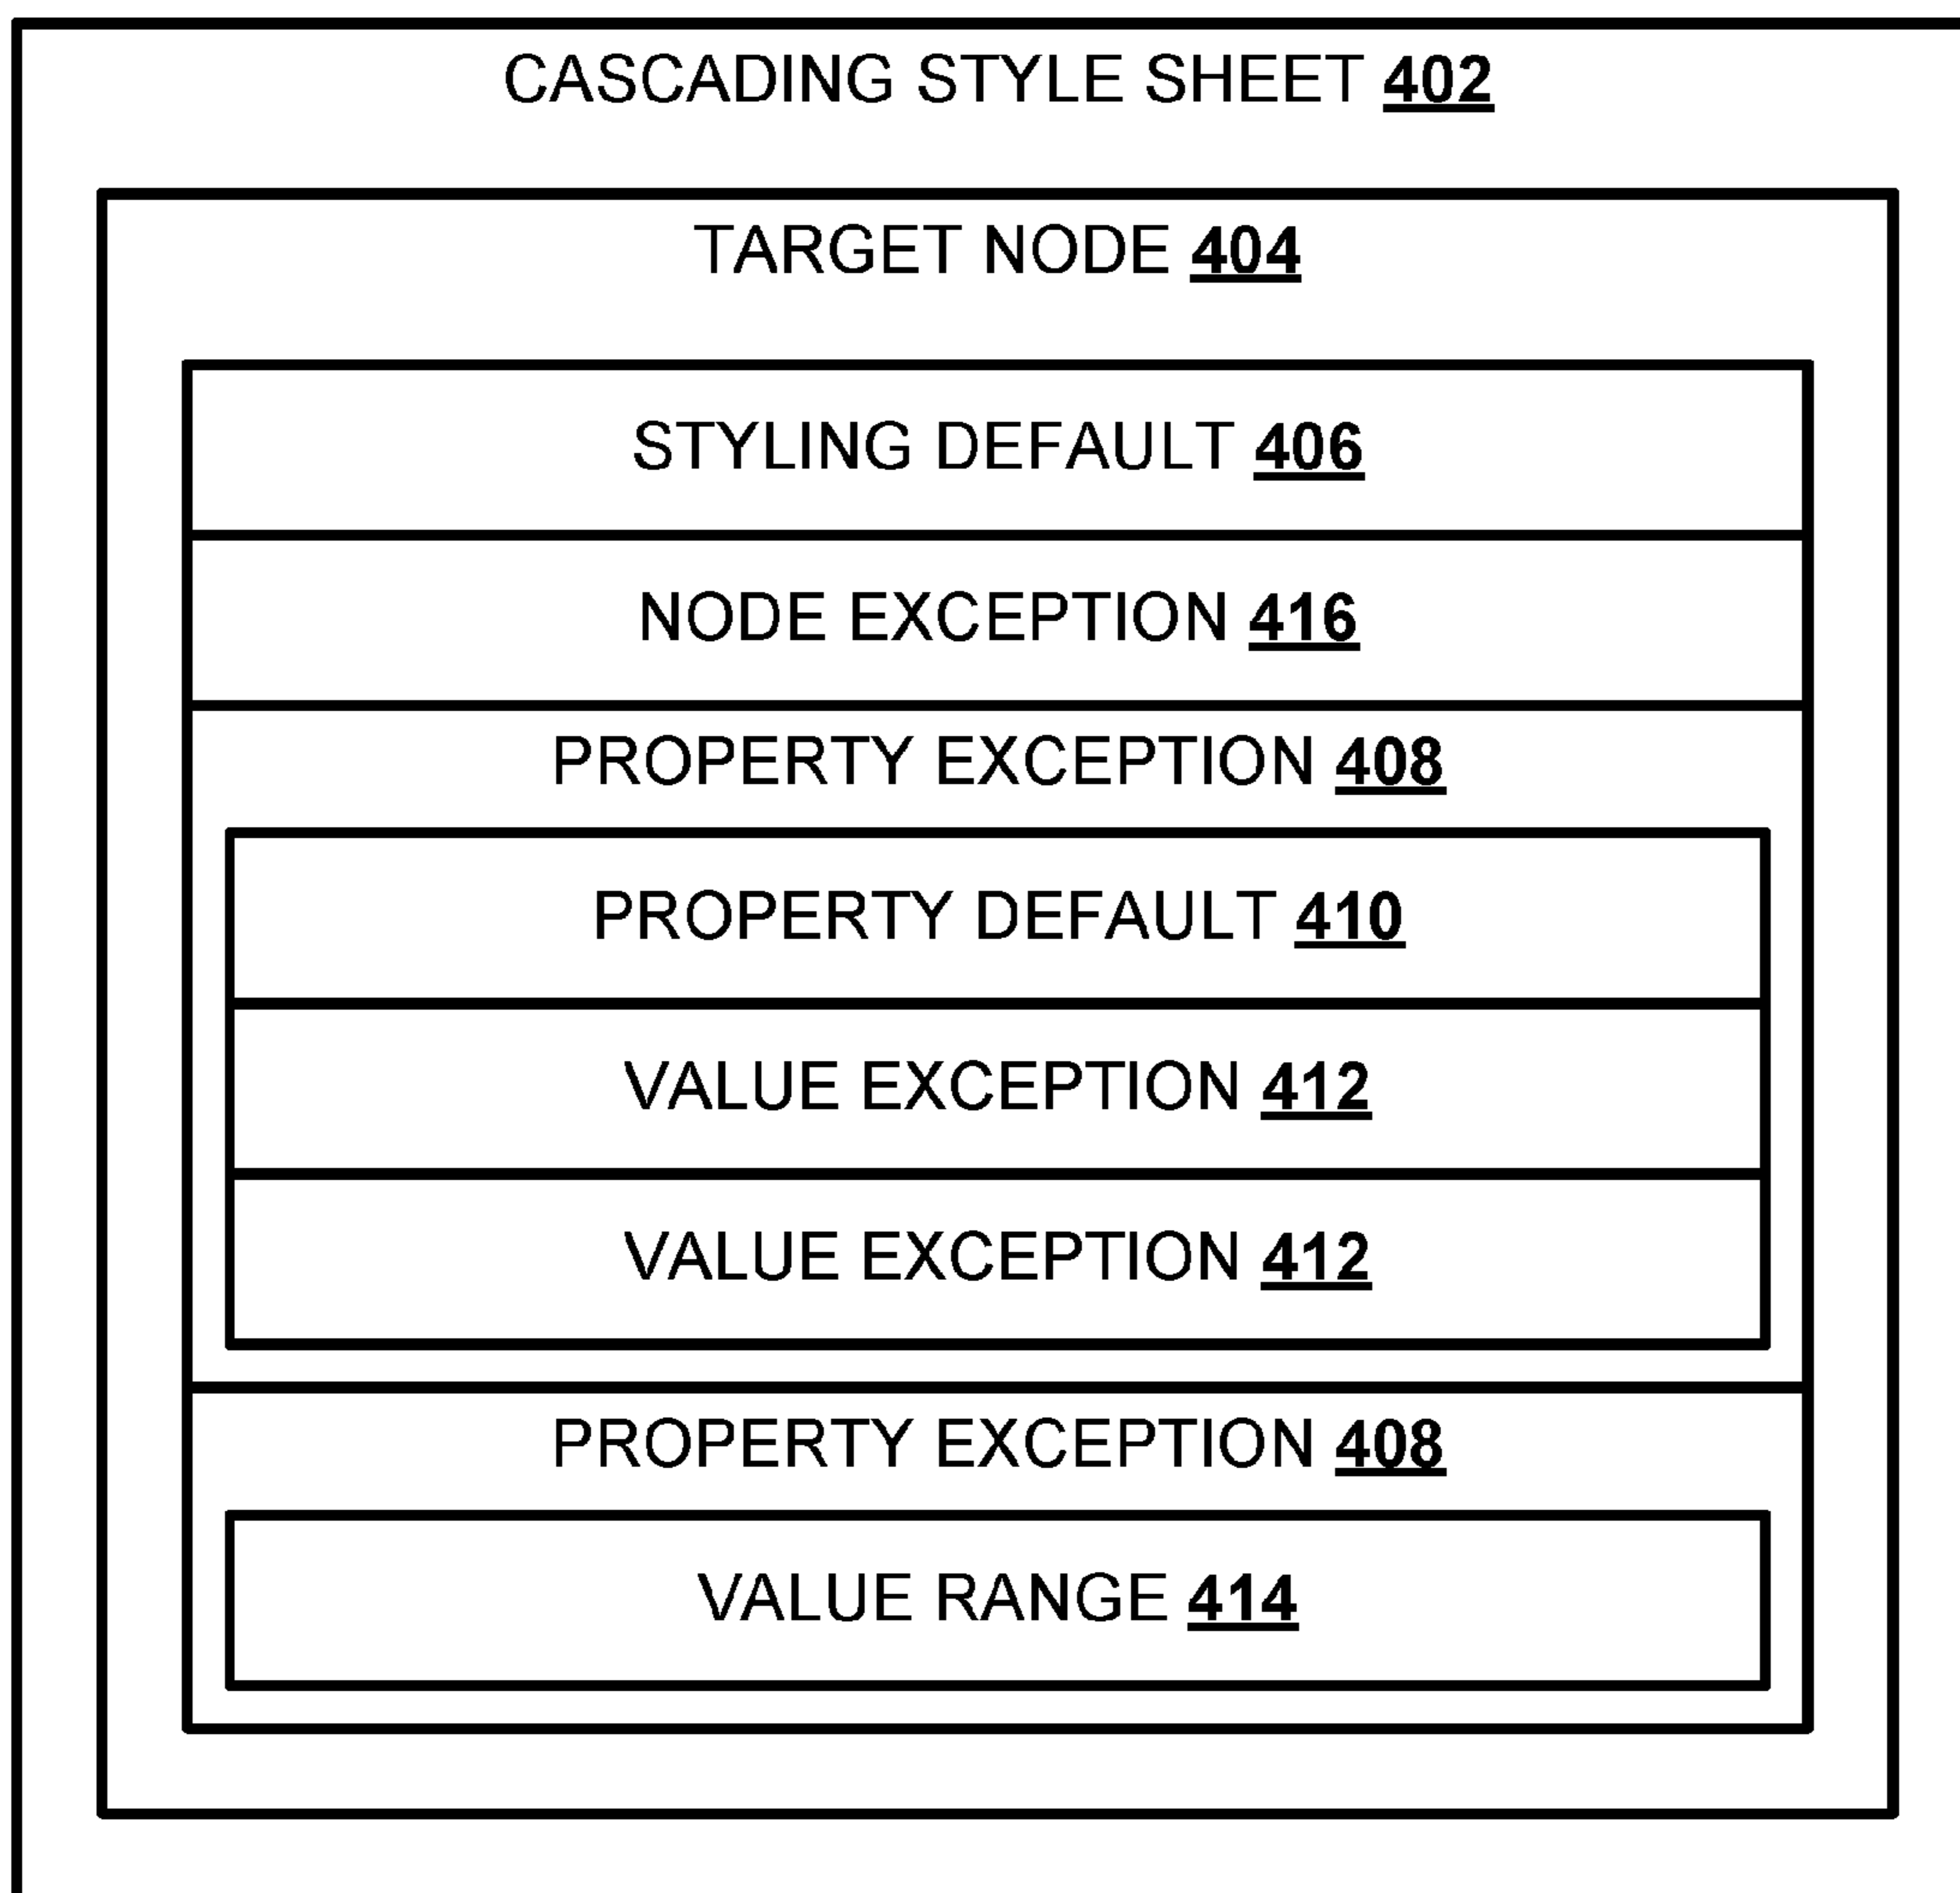 CASCADING STYLE SHEET 402
TARGET NODE 404
STYLING DEFAULT 406
NODE EXCEPTION 416
PROPERTY EXCEPTION 408
PROPERTY DEFAULT 410
VALUE EXCEPTION 412
VALUE EXCEPTION 412
PROPERTY EXCEPTION 408
VALUE RANGE 414